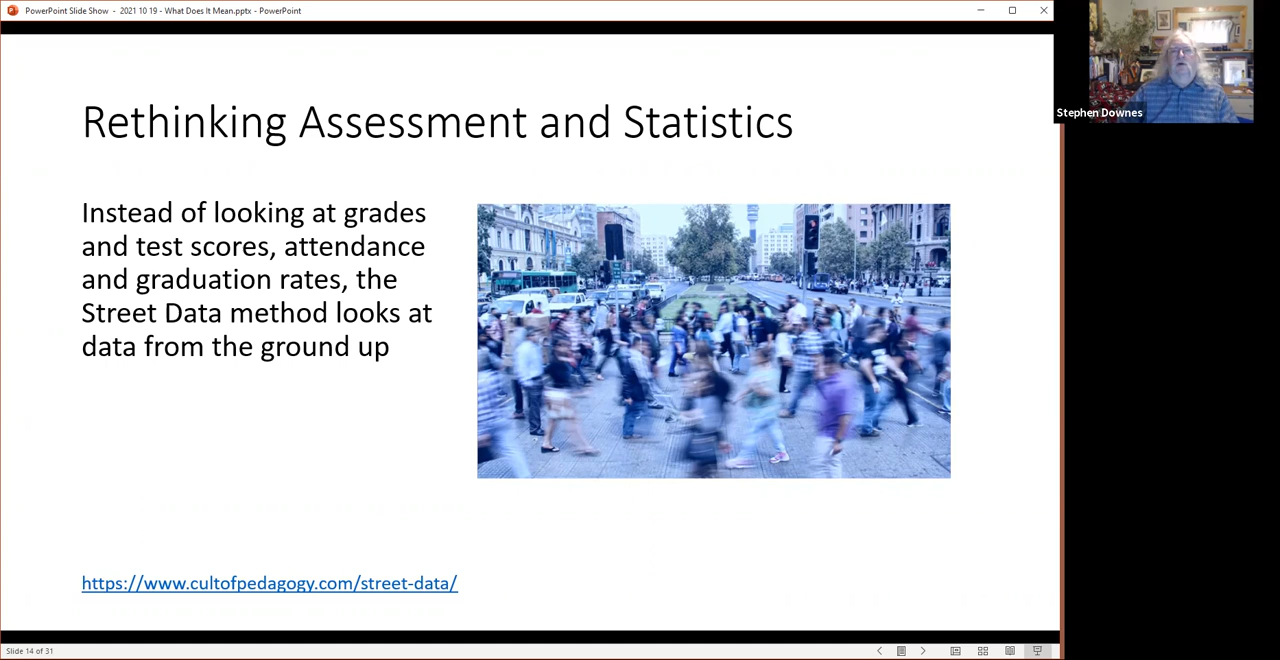 PowerPoint Slide Show - 2021 10 19 - What Does It Mean.pptx - PowerPoint
Stephen Downes
Rethinking Assessment and Statistics
Instead of looking at grades
and test scores, attendance
and graduation rates, the
Street Data method looks at
data from the ground up
https://www.cultofpedagogy.com/street-data/
Slide 14 of 31